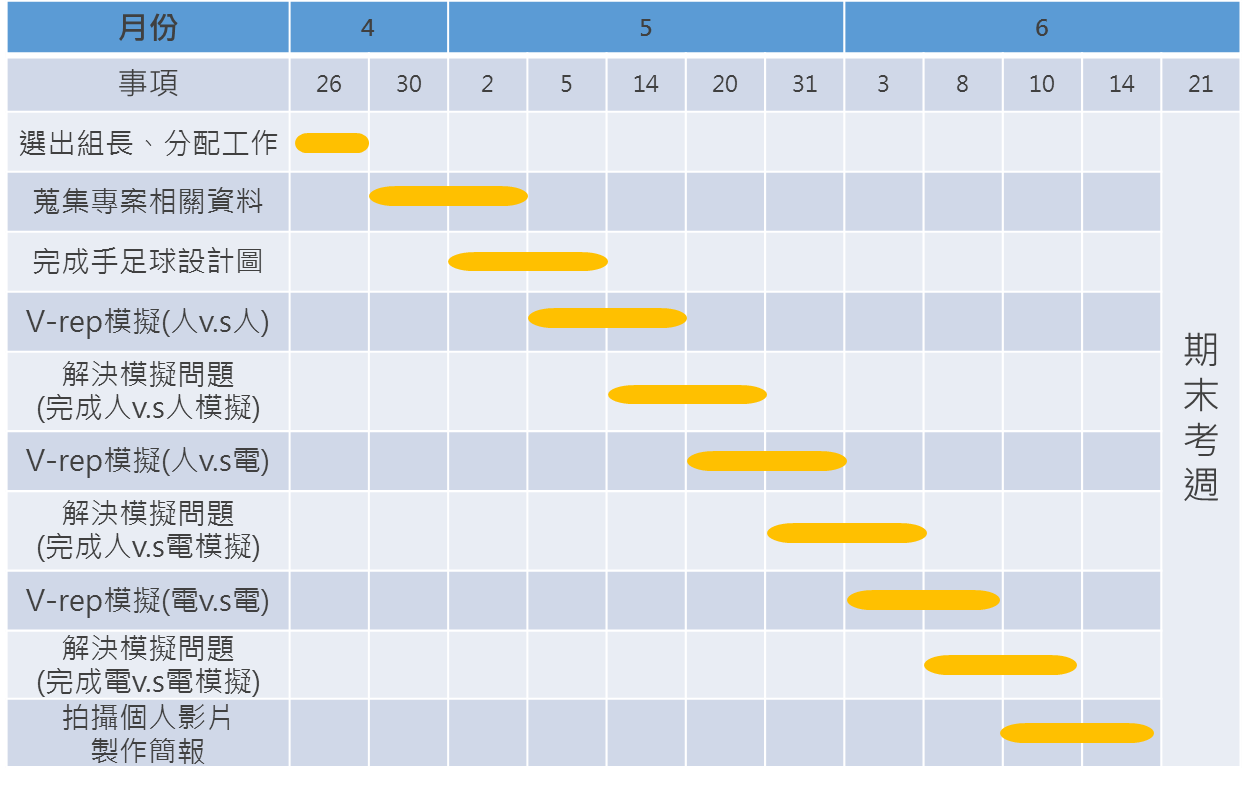 月份 4 5 6
事項 26 30 2 5 14 20 31 3 8 10 14 21
選出組長、分配工作
蒐集專案相關資料
完成手足球設計圖
V-rep模擬(人v.s人)
解決模擬問題
(完成人v.s人模擬)
V-rep模擬(人v.s電)
解決模擬問題
(完成人v.s電模擬)
V-rep模擬(電v.s電)
解決模擬問題
(完成電v.s電模擬)
拍攝個人影片
製作簡報
期末考週